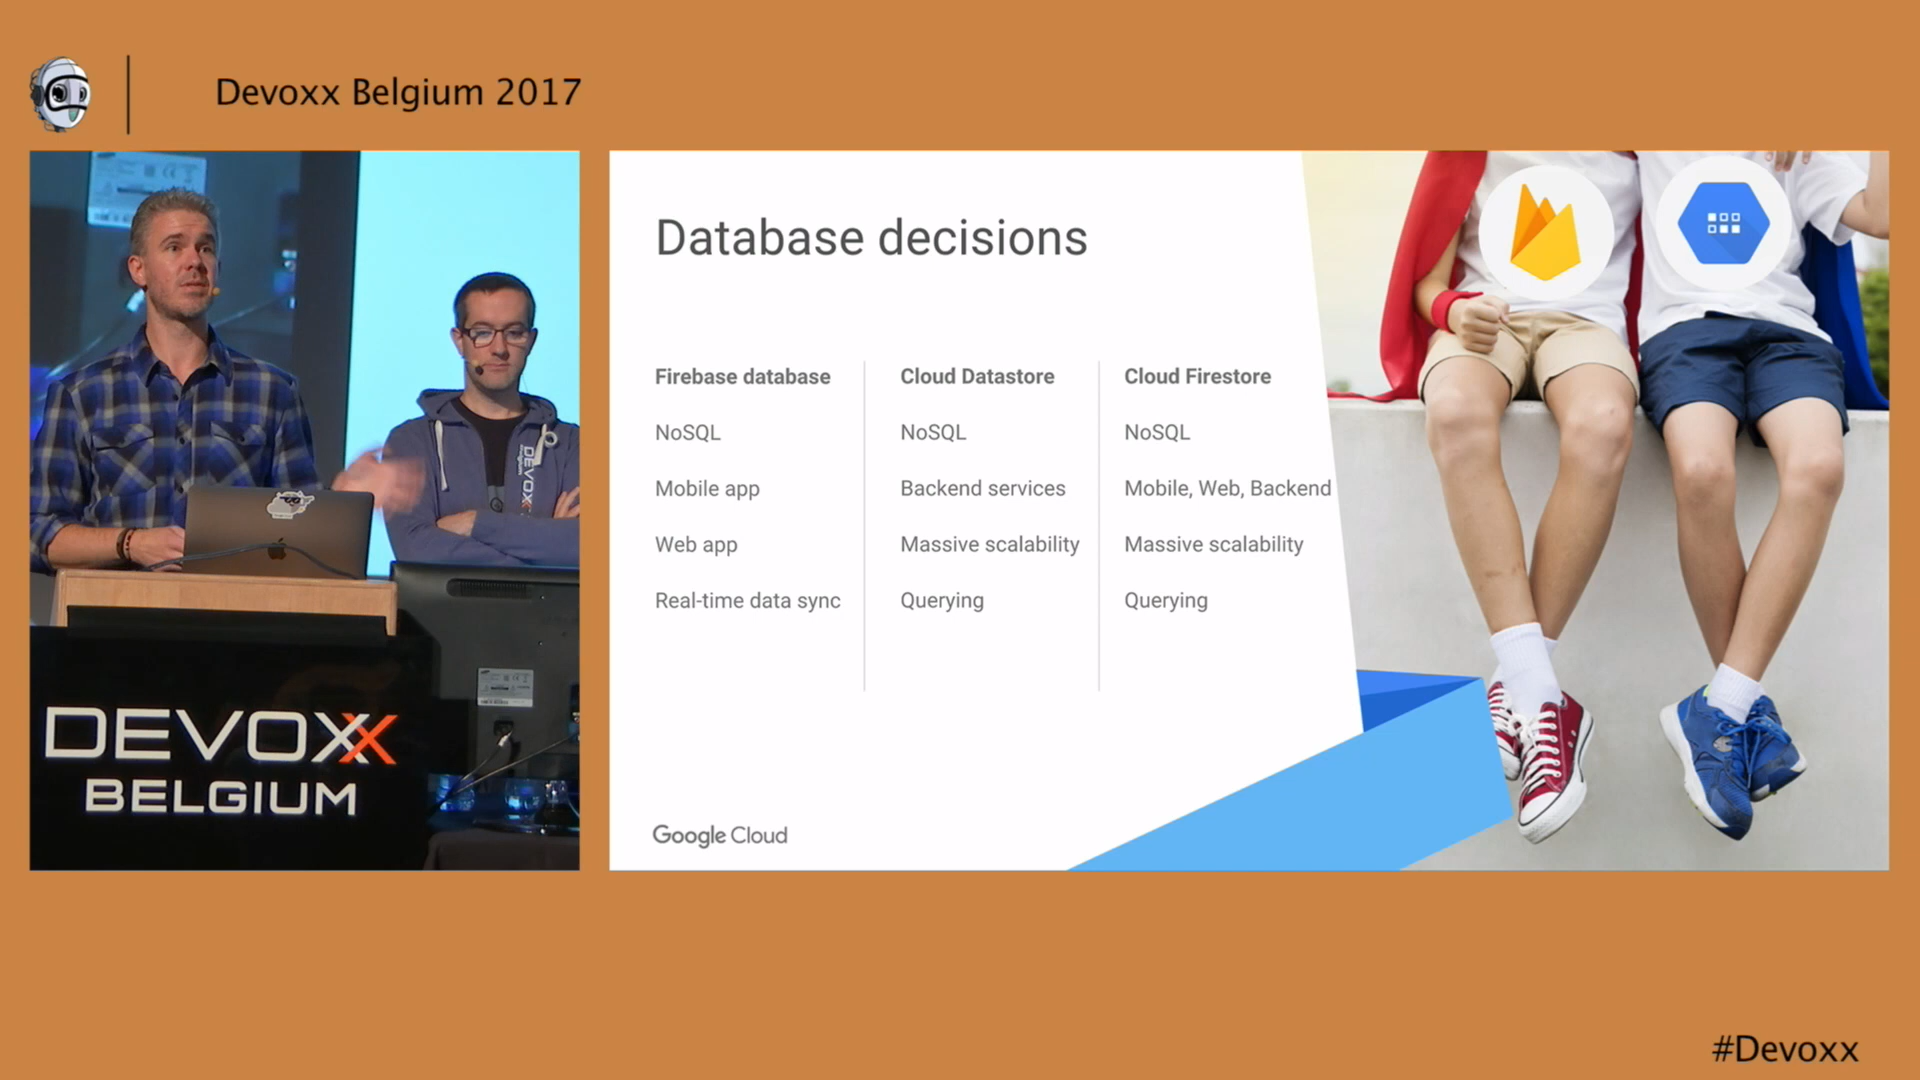 Devoxx Belgium 2017
DEVOXX
BELGIUM
DEVOXX
Belgium
Database decisions
Firebase database
NoSQL
Mobile app
Web app
Real-time data sync
Cloud Datastore
NoSQL
Backend services
Massive scalability
Querying
Cloud Firestore
NoSQL
Mobile, Web, Backend
Massive scalability
Querying
Google Cloud
#Devoxx